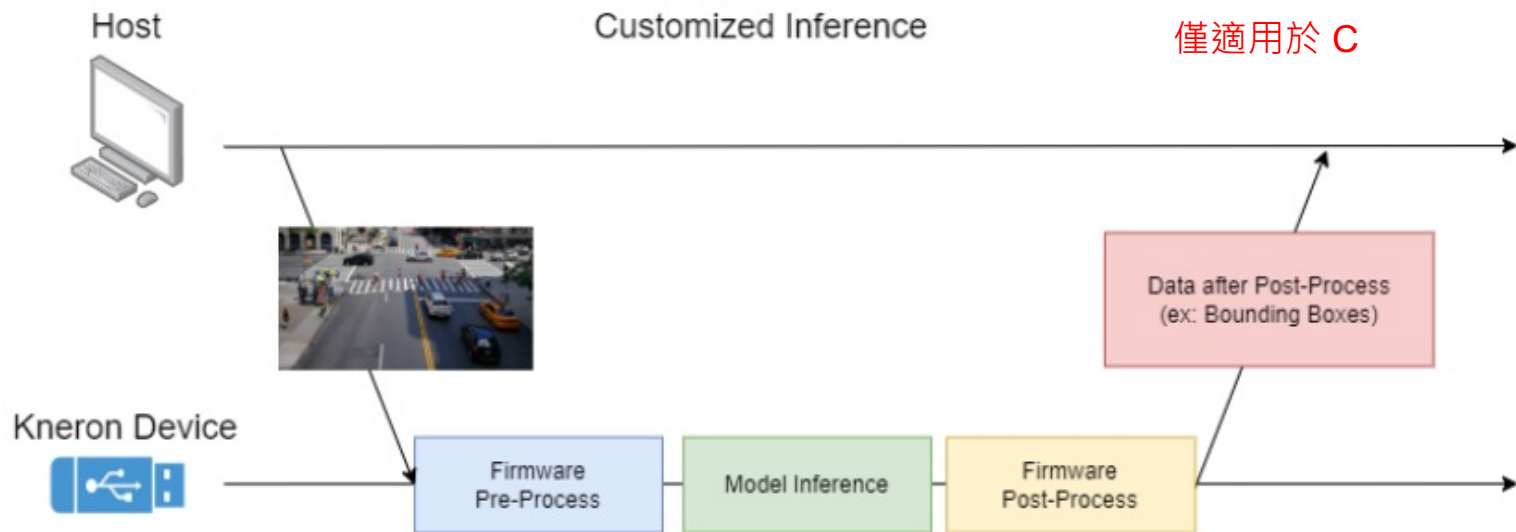 Host
Customized Inference
僅適用於 C
Data after Post-Process
(ex: Bounding Boxes)
Kneron Device
Firmware
Pre-Process
Model Inference
Firmware
Post-Process